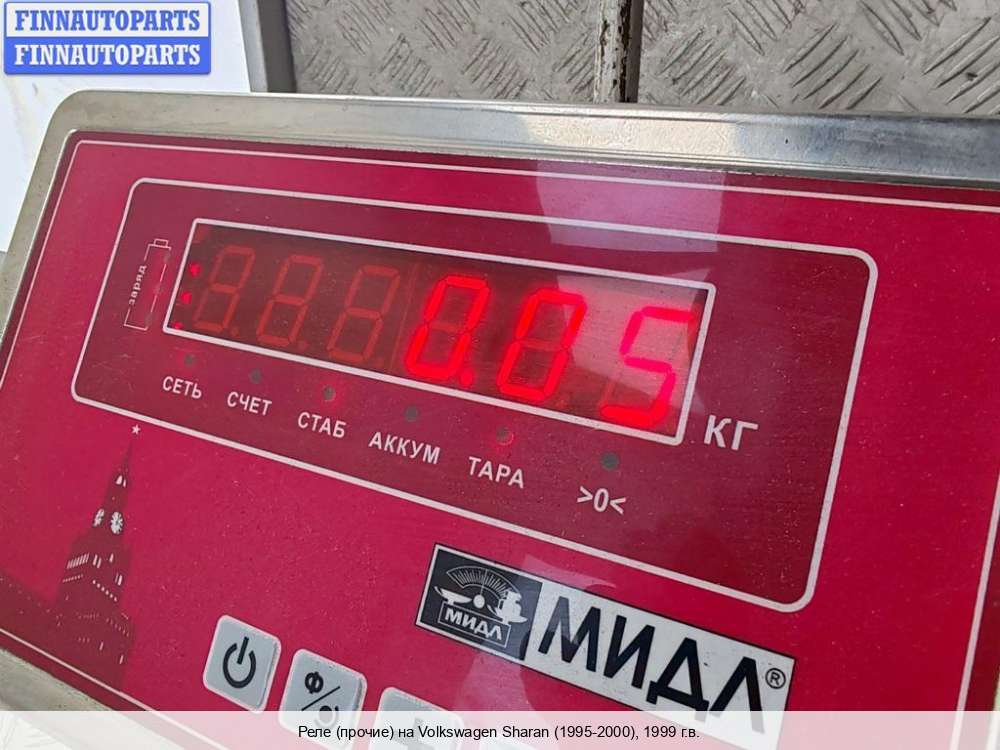 FINNAUTOPARTS
FINNAUTOPARTS
заряд
0.05
КГ
СЕТЬ СЧЕТ СТАБ АККУМ ТАРА >0<
МИДЛ
МИДЛ®
Ф/
Реле (прочие) на Volkswagen Sharan (1995-2000), 1999 г.в.